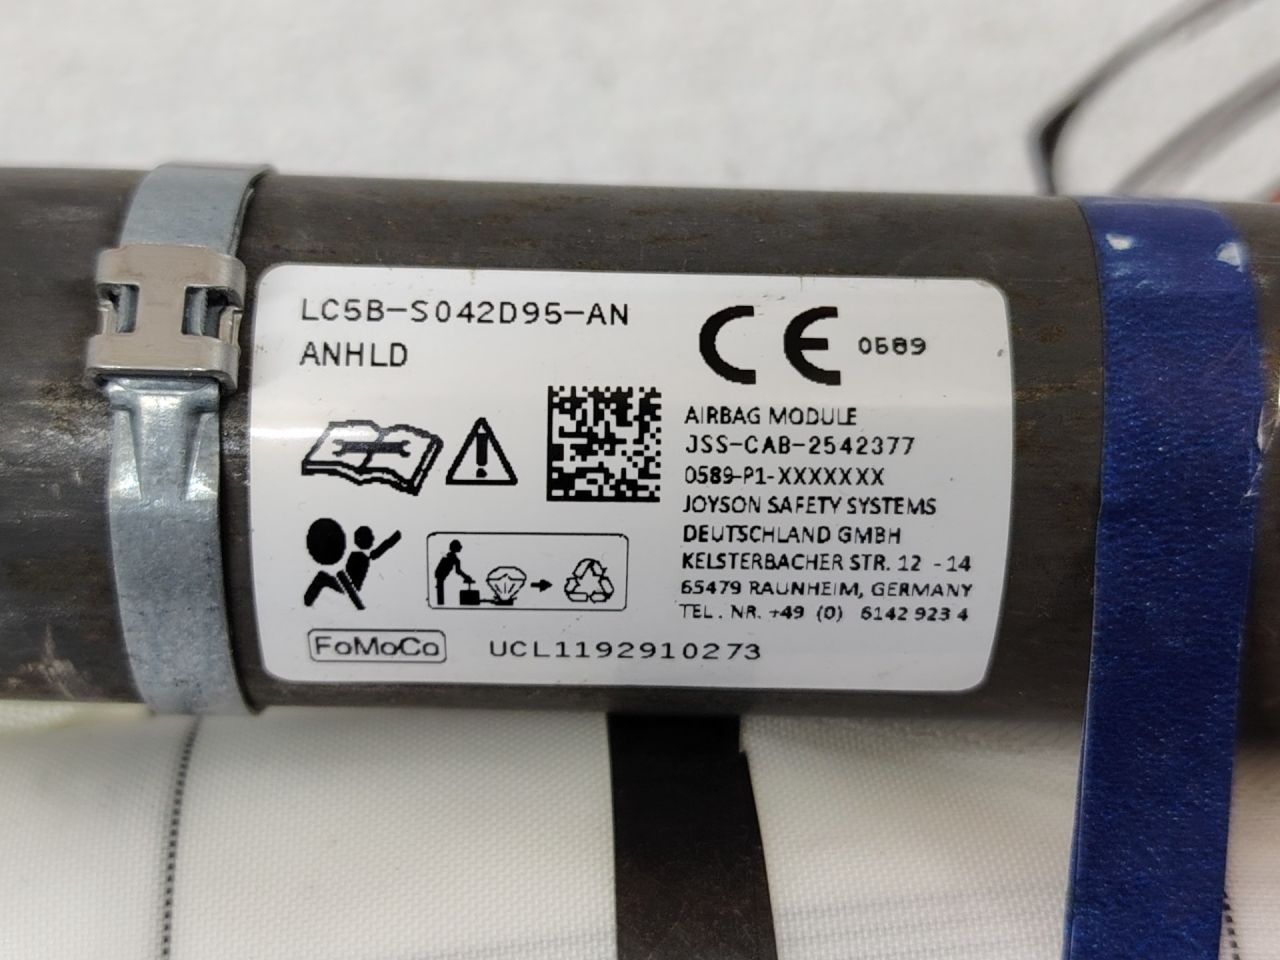 LC5B-S042D95-AN
ANHLD
CE 0589
AIRBAG MODULE
JSS-CAB-2542377
0589-P1-XXXXXXX
JOYSON SAFETY SYSTEMS
DEUTSCHLAND GMBH
KELSTERBACHER STR. 12 - 14
65479 RAUNHEIM, GERMANY
TEL. NR. +49 (0) 6142 923 4
FoMoCo
UCL1192910273